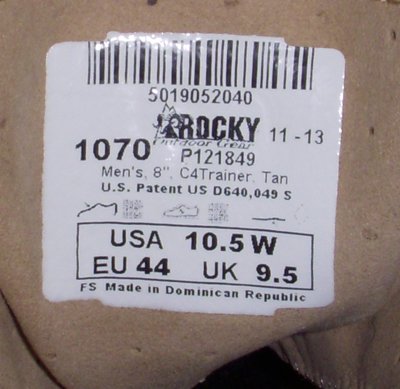 5019052040
ROCKY 11-13
Outdoor Gear
1070 P121849
Men's, 8", C4Trainer, Tan
U.S. Patent US D640,049 S
USA 10.5 W
EU 44 UK 9.5
FS Made in Dominican Republic